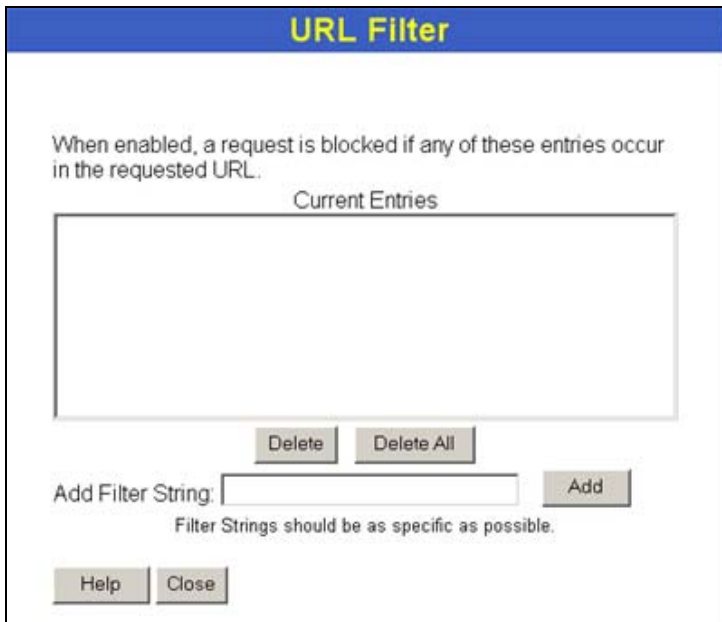 URL Filter
When enabled, a request is blocked if any of these entries occur
in the requested URL.
Current Entries
Delete Delete All
Add Filter String: Add
Filter Strings should be as specific as possible.
Help Close